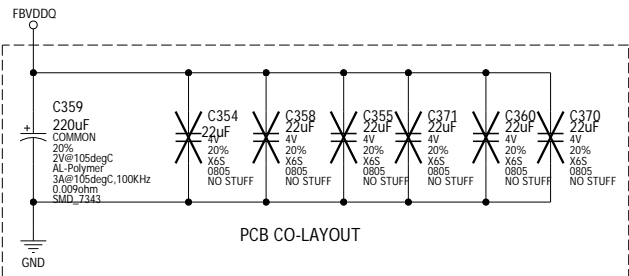 FBVDDQ
C359
220uF
COMMON
20%
2V@105degC
AL-Polymer
3A@105degC,100KHz
0.009ohm
SMD_7343
C354
22uF
4V
20%
X6S
0805
NO STUFF
C358
22uF
4V
20%
X6S
0805
NO STUFF
C355
22uF
4V
20%
X6S
0805
NO STUFF
C371
22uF
4V
20%
X6S
0805
NO STUFF
C360
22uF
4V
20%
X6S
0805
NO STUFF
C370
22uF
4V
20%
X6S
0805
NO STUFF
PCB CO-LAYOUT
GND